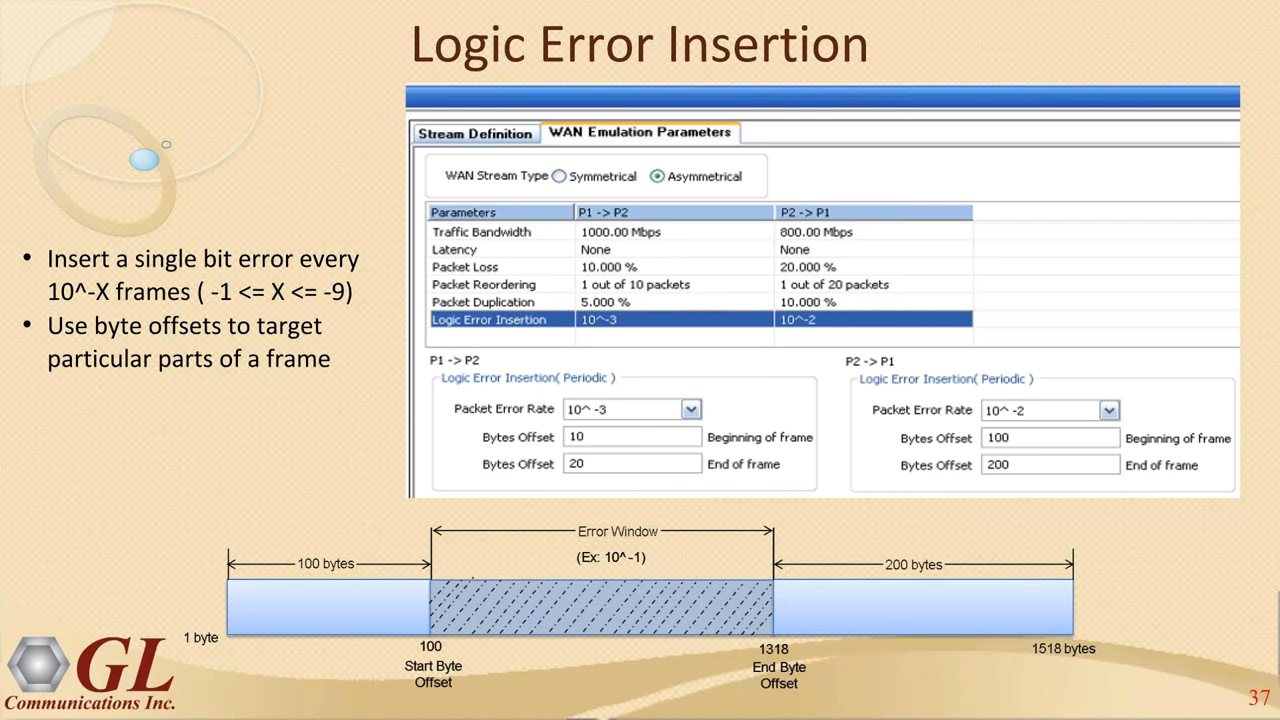 Logic Error Insertion
• Insert a single bit error every
10^-X frames ( -1 <= X <= -9)
• Use byte offsets to target
particular parts of a frame
Stream Definition WAN Emulation Parameters
WAN Stream Type Symmetrical Asymmetrical
Parameters P1 -> P2 P2 -> P1
Traffic Bandwidth 1000.00 Mbps 800.00 Mbps
Latency None None
Packet Loss 10.000 % 20.000 %
Packet Reordering 1 out of 10 packets 1 out of 20 packets
Packet Duplication 5.000 % 10.000 %
Logic Error Insertion 10^-3 10^-2
P1 -> P2
Logic Error Insertion( Periodic )
Packet Error Rate 10^ -3
Bytes Offset 10 Beginning of frame
Bytes Offset 20 End of frame
P2 -> P1
Logic Error Insertion( Periodic )
Packet Error Rate 10^ -2
Bytes Offset 100 Beginning of frame
Bytes Offset 200 End of frame
Error Window
(Ex: 10^ -1)
100 bytes
200 bytes
1 byte
100
Start Byte
Offset
1318
End Byte
Offset
1518 bytes
GL
Communications Inc.
37